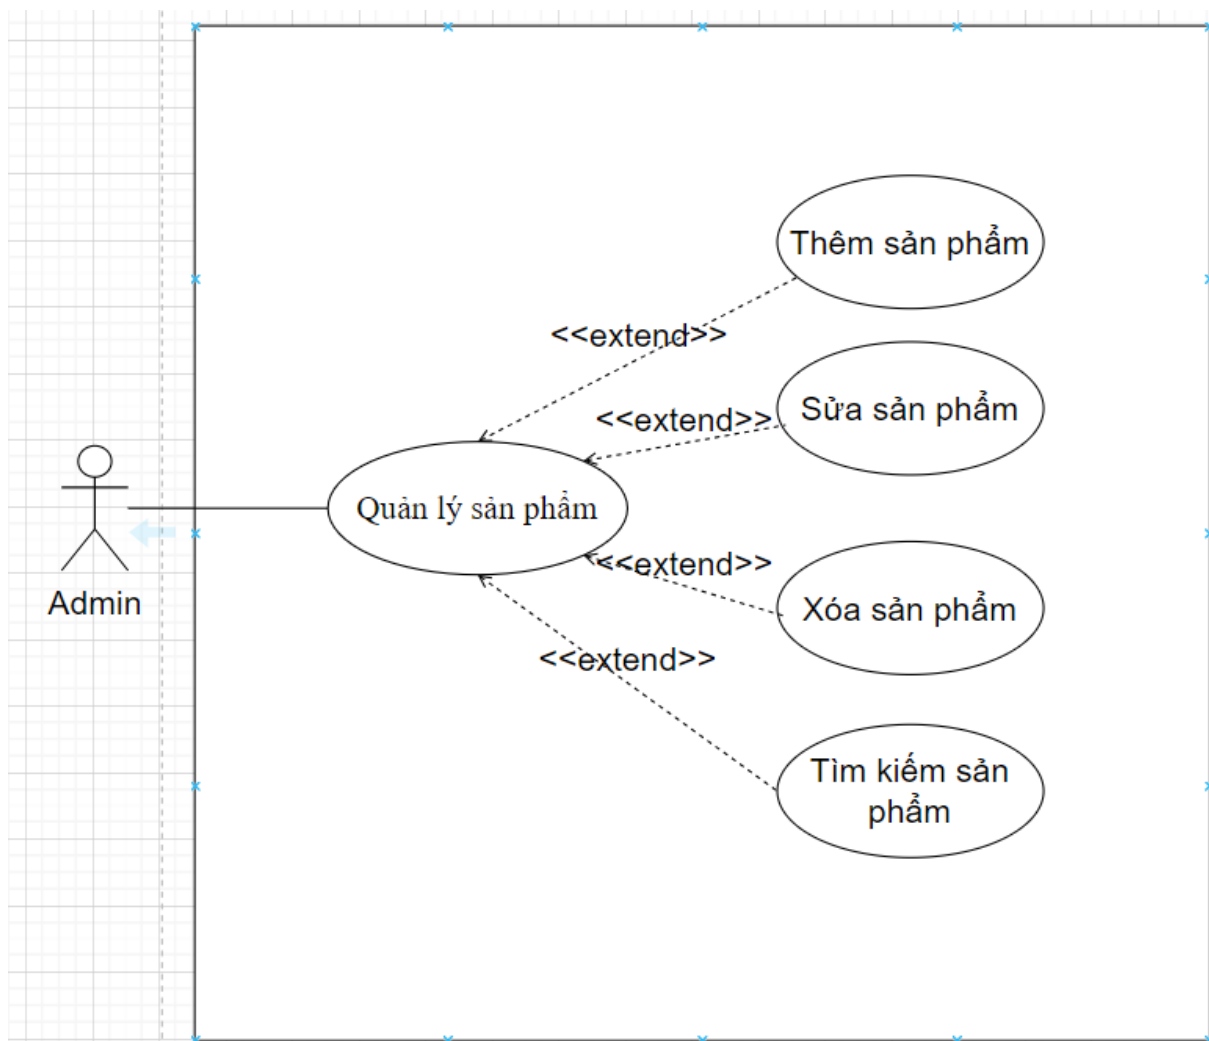 Thêm sản phẩm
<<extend>>
Sửa sản phẩm
<<extend>>
Quản lý sản phẩm
<<extend>>
Xóa sản phẩm
Admin
<<extend>>
Tìm kiếm sản
phẩm